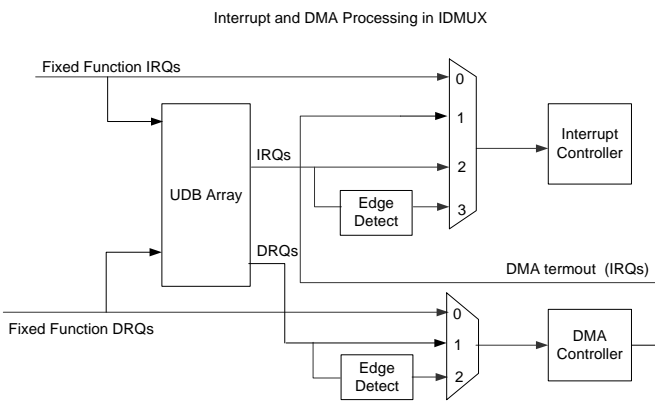 Interrupt and DMA Processing in IDMUX
Fixed Function IRQs
0
1
Interrupt
Controller
IRQs
2
UDB Array
Edge
Detect
3
DRQs
DMA termout (IRQs)
0
Fixed Function DRQs
1
DMA
Controller
Edge
Detect
2